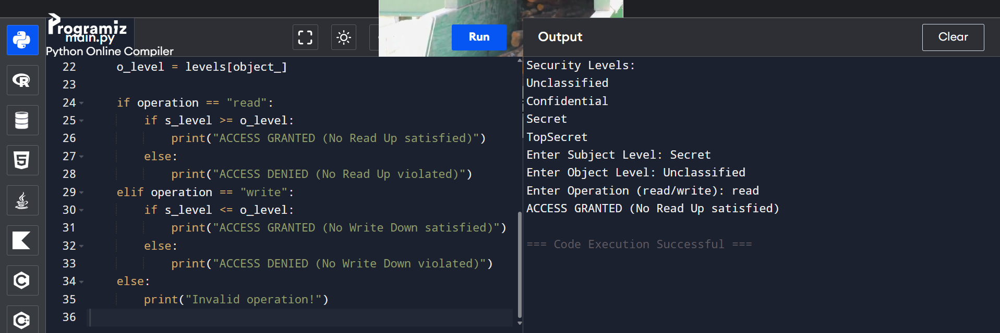 Programiz
main.py
Python Online Compiler
Run
Output
Clear
22 o_level = levels[object_]
23
24 if operation == "read":
25 if s_level >= o_level:
26 print("ACCESS GRANTED (No Read Up satisfied)")
27 else:
28 print("ACCESS DENIED (No Read Up violated)")
29 elif operation == "write":
30 if s_level <= o_level:
31 print("ACCESS GRANTED (No Write Down satisfied)")
32 else:
33 print("ACCESS DENIED (No Write Down violated)")
34 else:
35 print("Invalid operation!")
36
Security Levels:
Unclassified
Confidential
Secret
TopSecret
Enter Subject Level: Secret
Enter Object Level: Unclassified
Enter Operation (read/write): read
ACCESS GRANTED (No Read Up satisfied)
=== Code Execution Successful ===